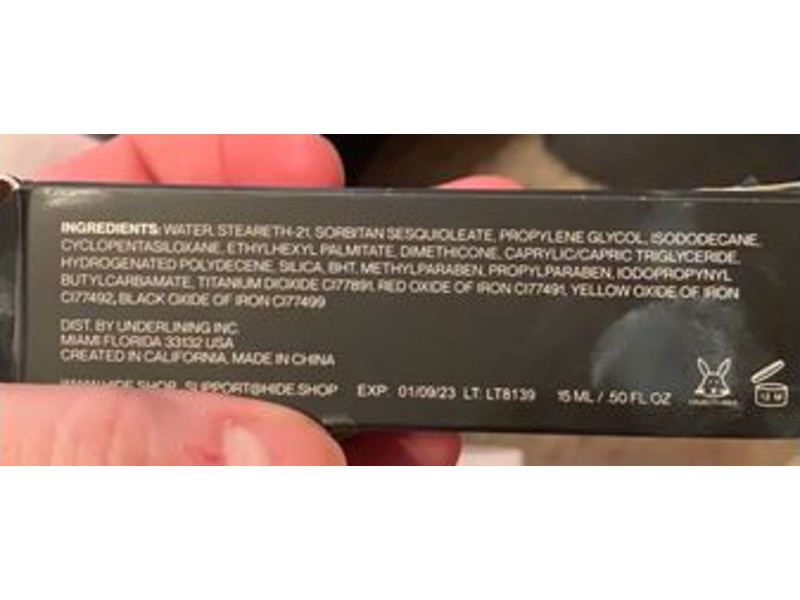 INGREDIENTS: WATER, STEARETH-21, SORBITAN SESQUIOLEATE, PROPYLENE GLYCOL, ISODODECANE,
CYCLOPENTASILOXANE, ETHYLHEXYL PALMITATE, DIMETHICONE, CAPRYLIC/CAPRIC TRIGLYCERIDE,
HYDROGENATED POLYDECENE, SILICA, BHT, METHYLPARABEN, PROPYLPARABEN, IODOPROPYNYL
BUTYLCARBAMATE, TITANIUM DIOXIDE CI77891, RED OXIDE OF IRON CI77491, YELLOW OXIDE OF IRON
CI77492, BLACK OXIDE OF IRON CI77499
DIST. BY UNDERLINING INC.
MIAMI FLORIDA 33132 USA
CREATED IN CALIFORNIA, MADE IN CHINA
WWW.HIDE.SHOP SUPPORT@HIDE.SHOP EXP: 01/09/23 LT: LT8139 15 ML / .50 FL OZ